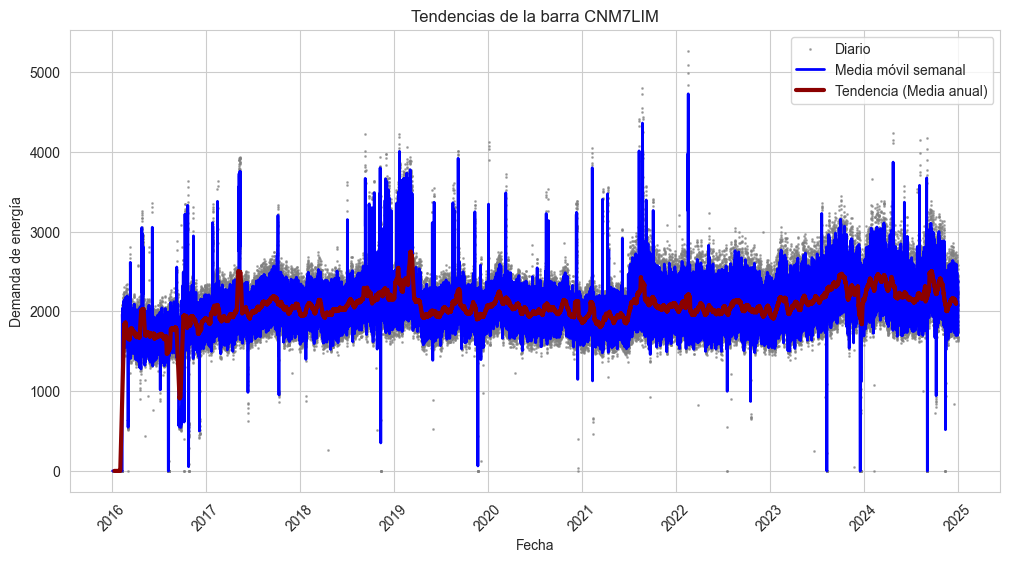 Tendencias de la barra CNM7LIM
Diario
Media móvil semanal
Tendencia (Media anual)
Demanda de energía
5000
4000
3000
2000
1000
0
2016
2017
2018
2019
2020
2021
2022
2023
2024
2025
Fecha